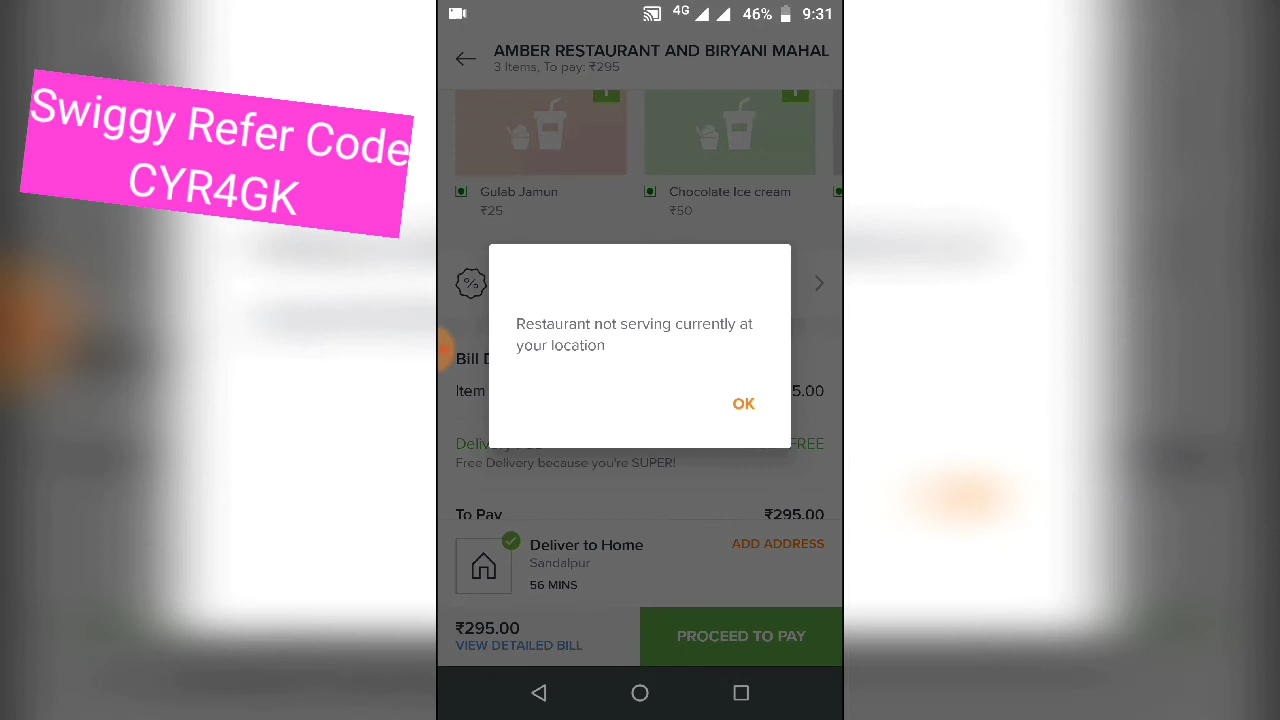 Swiggy Refer Code
CYR4GK
4G 46% 9:31
AMBER RESTAURANT AND BIRYANI MAHAL
3 Items, To pay: ₹295
Gulab Jamun
₹25
Chocolate Ice cream
₹50
%
Restaurant not serving currently at
your location
OK
Bill
Item 5.00
FREE
Free Delivery because you're SUPER!
To Pay ₹295.00
Deliver to Home
ADD ADDRESS
Sandalpur
56 MINS
₹295.00
VIEW DETAILED BILL
PROCEED TO PAY